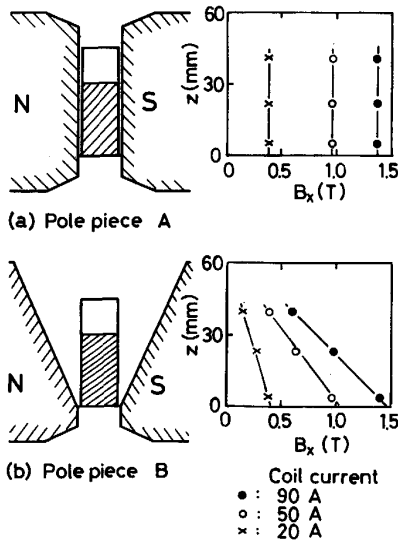 N S
z (mm)
60
30
0
0 0.5 1.0 1.5
Bx (T)
(a) Pole piece A
N S
z (mm)
60
30
0
0 0.5 1.0 1.5
Bx (T)
(b) Pole piece B
Coil current
● : 90 A
○ : 50 A
× : 20 A